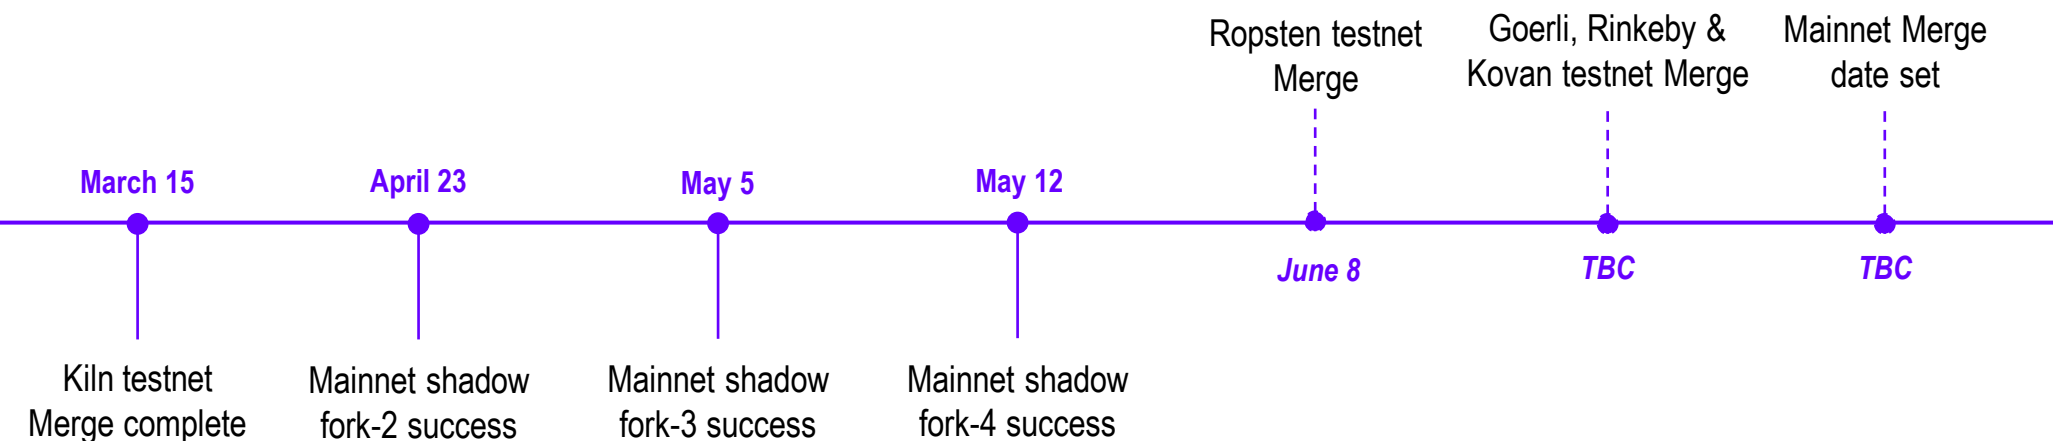 Ropsten testnet
Merge
Goerli, Rinkeby &
Kovan testnet Merge
Mainnet Merge
date set
March 15
April 23
May 5
May 12
June 8
TBC
TBC
Kiln testnet
Merge complete
Mainnet shadow
fork-2 success
Mainnet shadow
fork-3 success
Mainnet shadow
fork-4 success